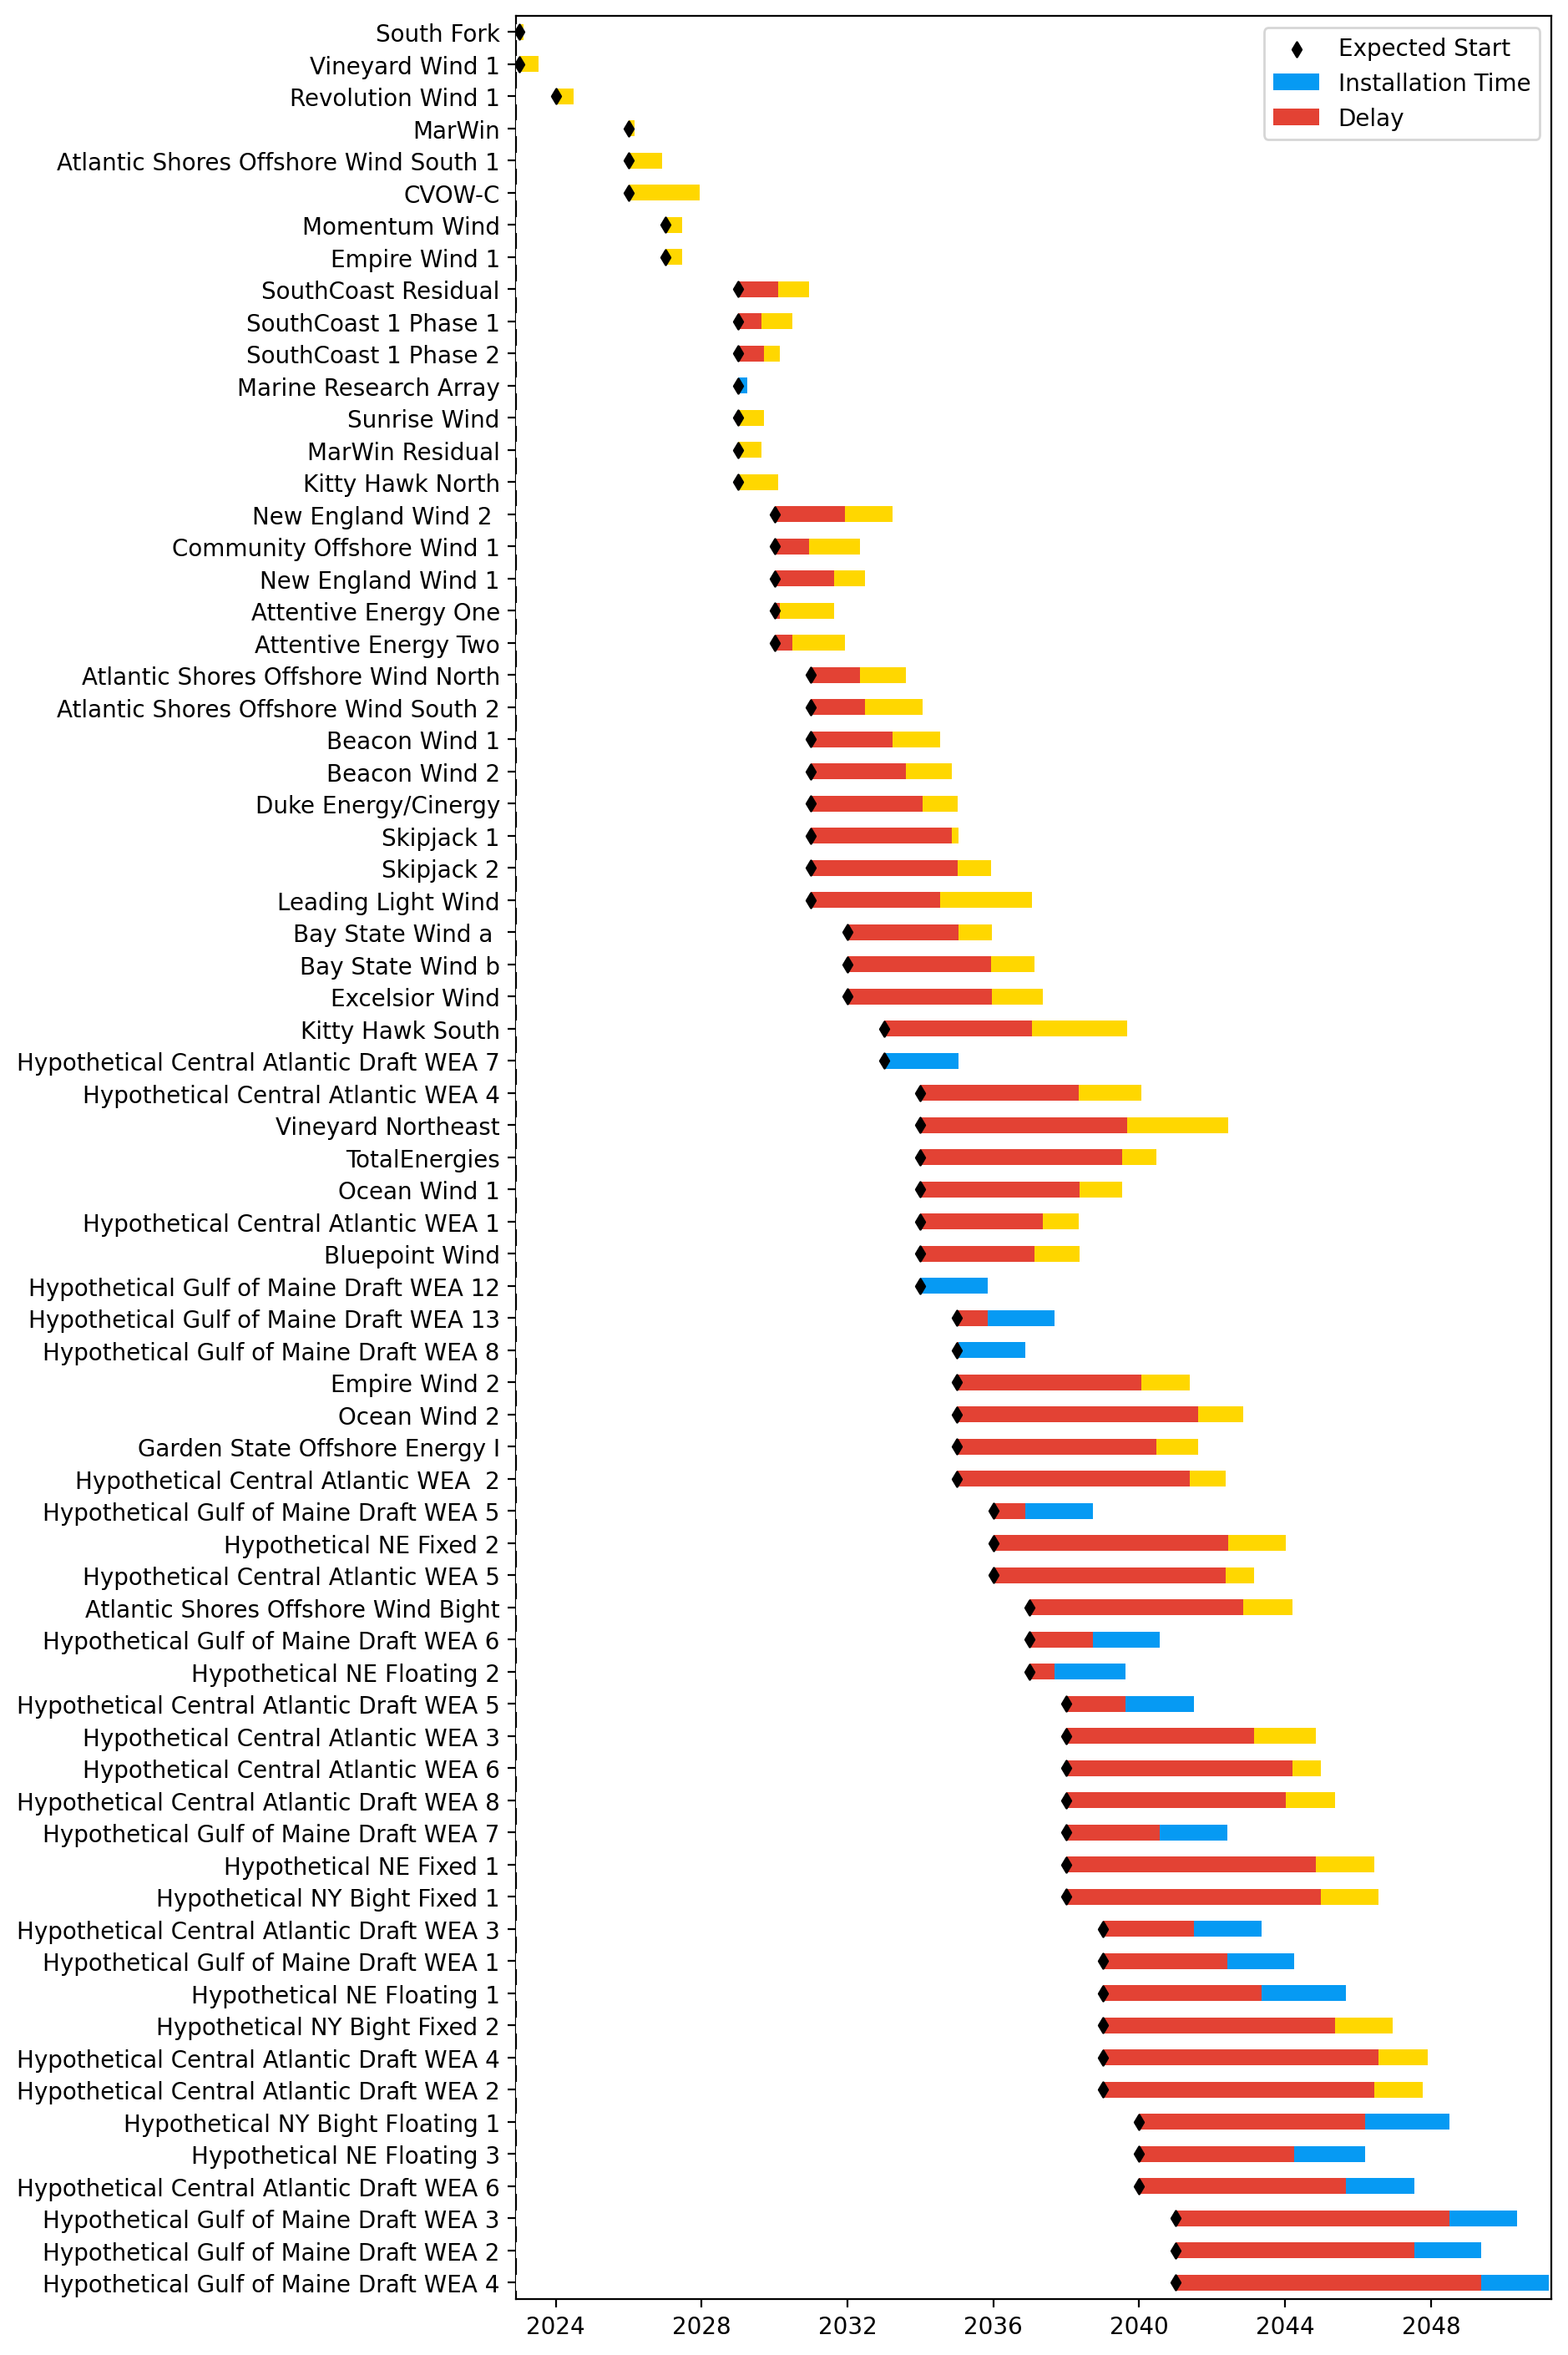 South Fork
Vineyard Wind 1
Revolution Wind 1
MarWin
Atlantic Shores Offshore Wind South 1
CVOW-C
Momentum Wind
Empire Wind 1
SouthCoast Residual
SouthCoast 1 Phase 1
SouthCoast 1 Phase 2
Marine Research Array
Sunrise Wind
MarWin Residual
Kitty Hawk North
New England Wind 2
Community Offshore Wind 1
New England Wind 1
Attentive Energy One
Attentive Energy Two
Atlantic Shores Offshore Wind North
Atlantic Shores Offshore Wind South 2
Beacon Wind 1
Beacon Wind 2
Duke Energy/Cinergy
Skipjack 1
Skipjack 2
Leading Light Wind
Bay State Wind a
Bay State Wind b
Excelsior Wind
Kitty Hawk South
Hypothetical Central Atlantic Draft WEA 7
Hypothetical Central Atlantic WEA 4
Vineyard Northeast
TotalEnergies
Ocean Wind 1
Hypothetical Central Atlantic WEA 1
Bluepoint Wind
Hypothetical Gulf of Maine Draft WEA 12
Hypothetical Gulf of Maine Draft WEA 13
Hypothetical Gulf of Maine Draft WEA 8
Empire Wind 2
Ocean Wind 2
Garden State Offshore Energy I
Hypothetical Central Atlantic WEA  2
Hypothetical Gulf of Maine Draft WEA 5
Hypothetical NE Fixed 2
Hypothetical Central Atlantic WEA 5
Atlantic Shores Offshore Wind Bight
Hypothetical Gulf of Maine Draft WEA 6
Hypothetical NE Floating 2
Hypothetical Central Atlantic Draft WEA 5
Hypothetical Central Atlantic WEA 3
Hypothetical Central Atlantic WEA 6
Hypothetical Central Atlantic Draft WEA 8
Hypothetical Gulf of Maine Draft WEA 7
Hypothetical NE Fixed 1
Hypothetical NY Bight Fixed 1
Hypothetical Central Atlantic Draft WEA 3
Hypothetical Gulf of Maine Draft WEA 1
Hypothetical NE Floating 1
Hypothetical NY Bight Fixed 2
Hypothetical Central Atlantic Draft WEA 4
Hypothetical Central Atlantic Draft WEA 2
Hypothetical NY Bight Floating 1
Hypothetical NE Floating 3
Hypothetical Central Atlantic Draft WEA 6
Hypothetical Gulf of Maine Draft WEA 3
Hypothetical Gulf of Maine Draft WEA 2
Hypothetical Gulf of Maine Draft WEA 4
Expected Start
Installation Time
Delay
2024 2028 2032 2036 2040 2044 2048